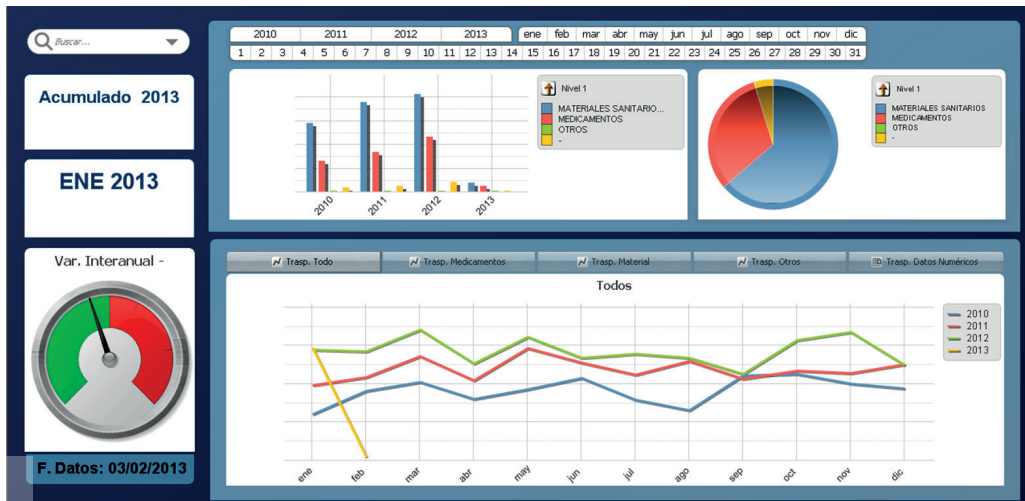 Buscar...
Acumulado 2013
ENE 2013
Var. Interanual -
F. Datos: 03/02/2013
2010 2011 2012 2013 ene feb mar abr may jun jul ago sep oct nov dic
1 2 3 4 5 6 7 8 9 10 11 12 13 14 15 16 17 18 19 20 21 22 23 24 25 26 27 28 29 30 31
Nivel 1
MATERIALES SANITARIO...
MEDICAMENTOS
OTROS
-
2010 2011 2012 2013
Nivel 1
MATERIALES SANITARIOS
MEDICAMENTOS
OTROS
-
Trasp. Todo Trasp. Medicamentos Trasp. Material Trasp. Otros Trasp. Datos Numéricos
Todos
2010
2011
2012
2013
ene feb mar abr may jun jul ago sep oct nov dic